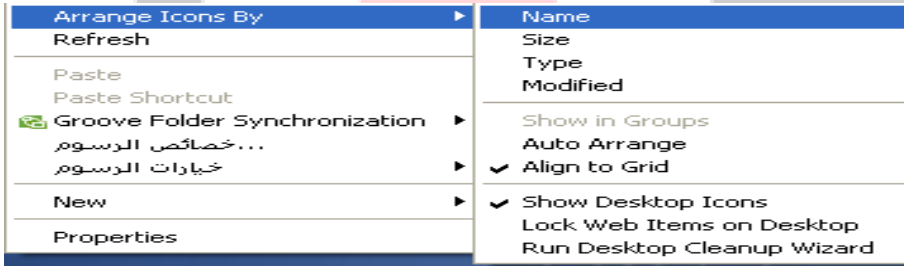 Arrange Icons By
Refresh
Paste
Paste Shortcut
Groove Folder Synchronization
خصائص الرسوم...
خيارات الرسوم
New
Properties
Name
Size
Type
Modified
Show in Groups
Auto Arrange
Align to Grid
Show Desktop Icons
Lock Web Items on Desktop
Run Desktop Cleanup Wizard